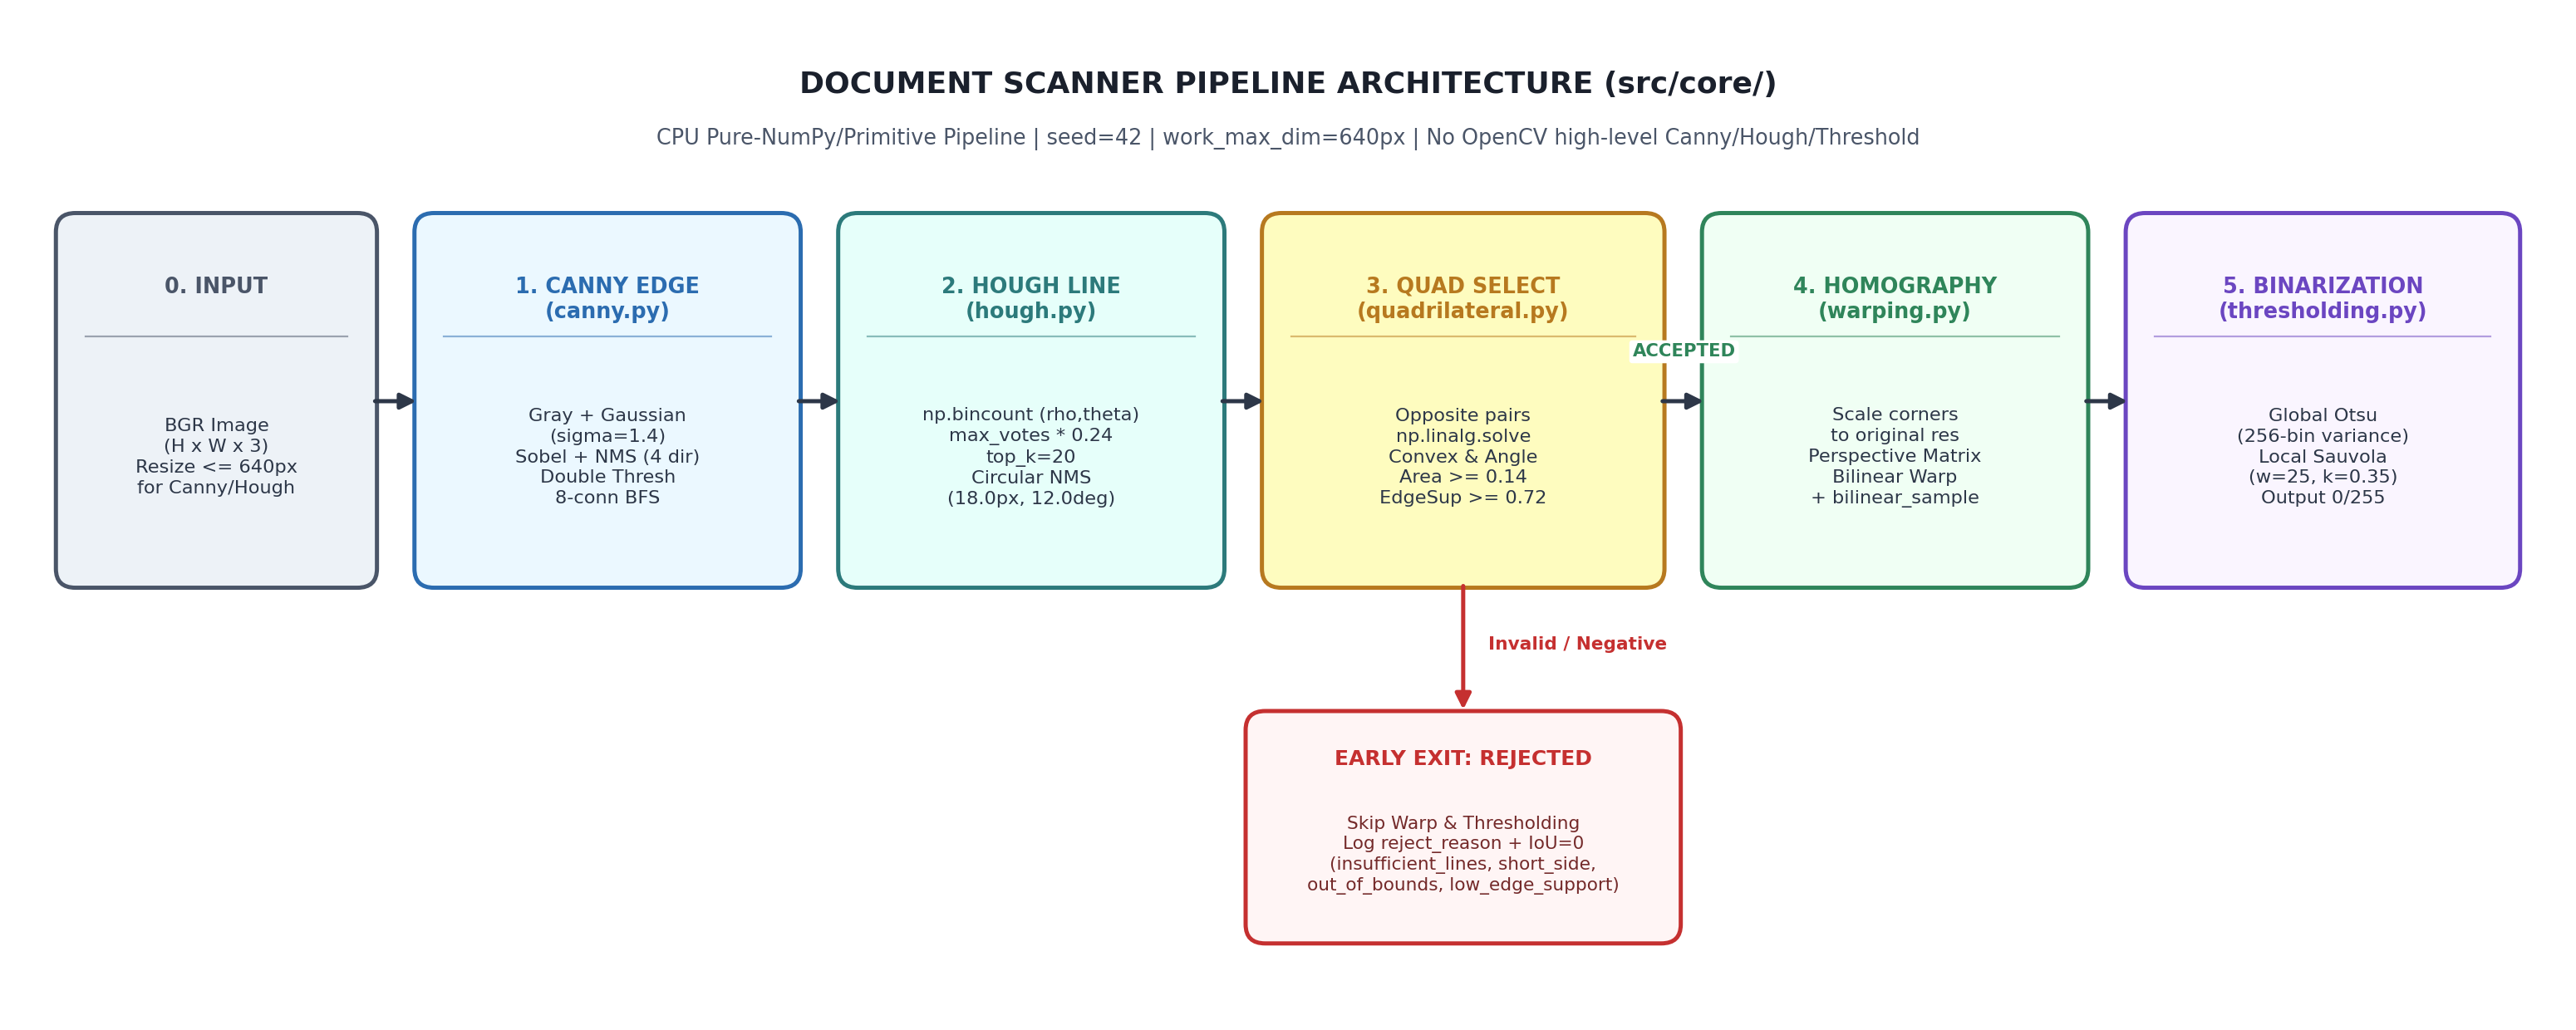 DOCUMENT SCANNER PIPELINE ARCHITECTURE (src/core/)
CPU Pure-NumPy/Primitive Pipeline | seed=42 | work_max_dim=640px | No OpenCV high-level Canny/Hough/Threshold
0. INPUT
BGR Image
(H x W x 3)
Resize <= 640px
for Canny/Hough
1. CANNY EDGE
(canny.py)
Gray + Gaussian
(sigma=1.4)
Sobel + NMS (4 dir)
Double Thresh
8-conn BFS
2. HOUGH LINE
(hough.py)
np.bincount (rho,theta)
max_votes * 0.24
top_k=20
Circular NMS
(18.0px, 12.0deg)
3. QUAD SELECT
(quadrilateral.py)
Opposite pairs
np.linalg.solve
Convex & Angle
Area >= 0.14
EdgeSup >= 0.72
ACCEPTED
4. HOMOGRAPHY
(warping.py)
Scale corners
to original res
Perspective Matrix
Bilinear Warp
+ bilinear_sample
5. BINARIZATION
(thresholding.py)
Global Otsu
(256-bin variance)
Local Sauvola
(w=25, k=0.35)
Output 0/255
Invalid / Negative
EARLY EXIT: REJECTED
Skip Warp & Thresholding
Log reject_reason + IoU=0
(insufficient_lines, short_side,
out_of_bounds, low_edge_support)